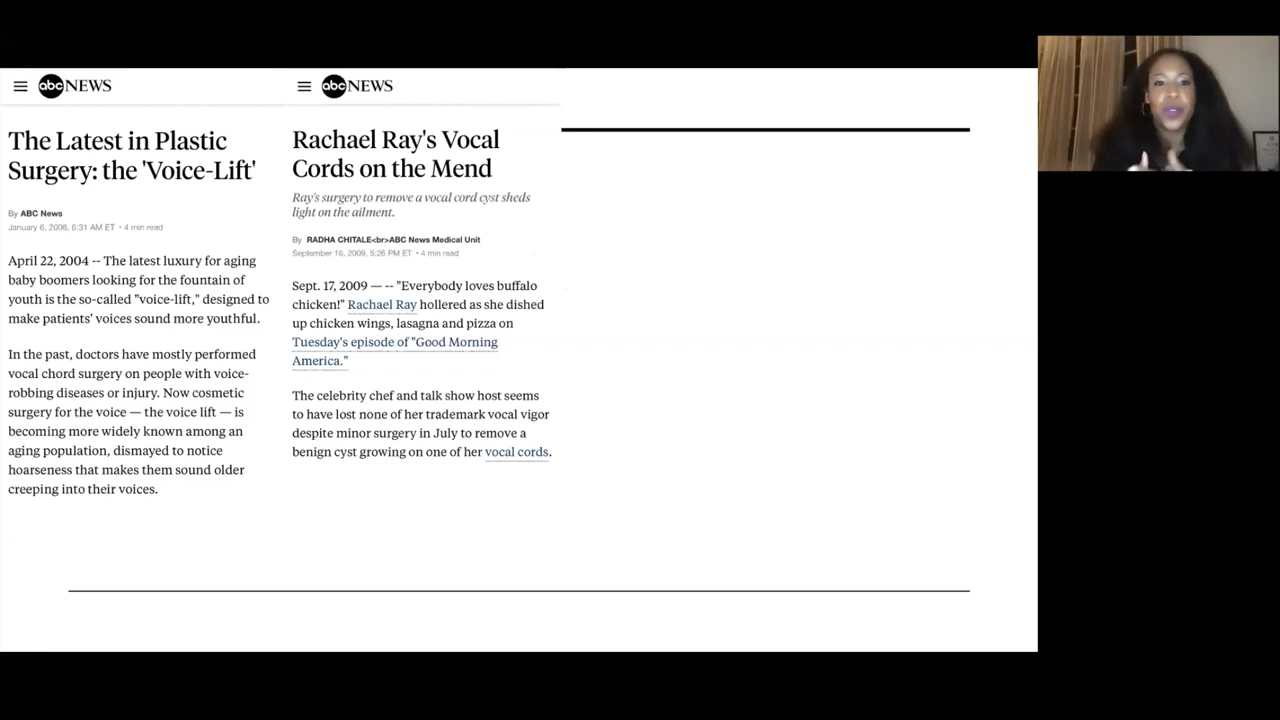 abc NEWS
The Latest in Plastic
Surgery: the 'Voice-Lift'
By ABC News
January 6, 2006, 6:31 AM ET • 4 min read
April 22, 2004 -- The latest luxury for aging
baby boomers looking for the fountain of
youth is the so-called "voice-lift," designed to
make patients' voices sound more youthful.
In the past, doctors have mostly performed
vocal chord surgery on people with voice-
robbing diseases or injury. Now cosmetic
surgery for the voice — the voice lift — is
becoming more widely known among an
aging population, dismayed to notice
hoarseness that makes them sound older
creeping into their voices.
abc NEWS
Rachael Ray's Vocal
Cords on the Mend
Ray's surgery to remove a vocal cord cyst sheds
light on the ailment.
By RADHA CHITALE<br>ABC News Medical Unit
September 16, 2009, 5:26 PM ET • 4 min read
Sept. 17, 2009 — -- "Everybody loves buffalo
chicken!" Rachael Ray hollered as she dished
up chicken wings, lasagna and pizza on
Tuesday's episode of "Good Morning
America."
The celebrity chef and talk show host seems
to have lost none of her trademark vocal vigor
despite minor surgery in July to remove a
benign cyst growing on one of her vocal cords.